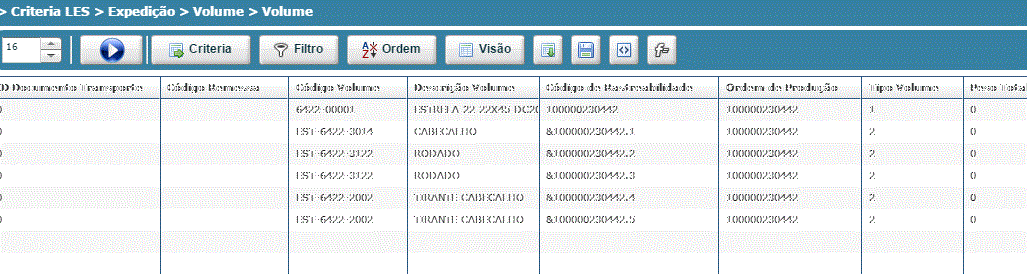 > Criteria LES > Expedição > Volume > Volume
16 Criteria Filtro Ordem Visão
ID Documento Transporte Código Remessa Código Volume Descrição Volume Código de Rastreabilidade Ordem de Produção Tipo Volume Peso Total
0 6422-00001 ESTRELA 22 22X45 DC20 100000230442 100000230442 1 0
0 EST-6422-3014 CABECALHO &100000230442.1 100000230442 2 0
0 EST-6422-3122 RODADO &100000230442.2 100000230442 2 0
0 EST-6422-3122 RODADO &100000230442.3 100000230442 2 0
0 EST-6422-2002 TIRANTE CABECALHO &100000230442.4 100000230442 2 0
0 EST-6422-2002 TIRANTE CABECALHO &100000230442.5 100000230442 2 0